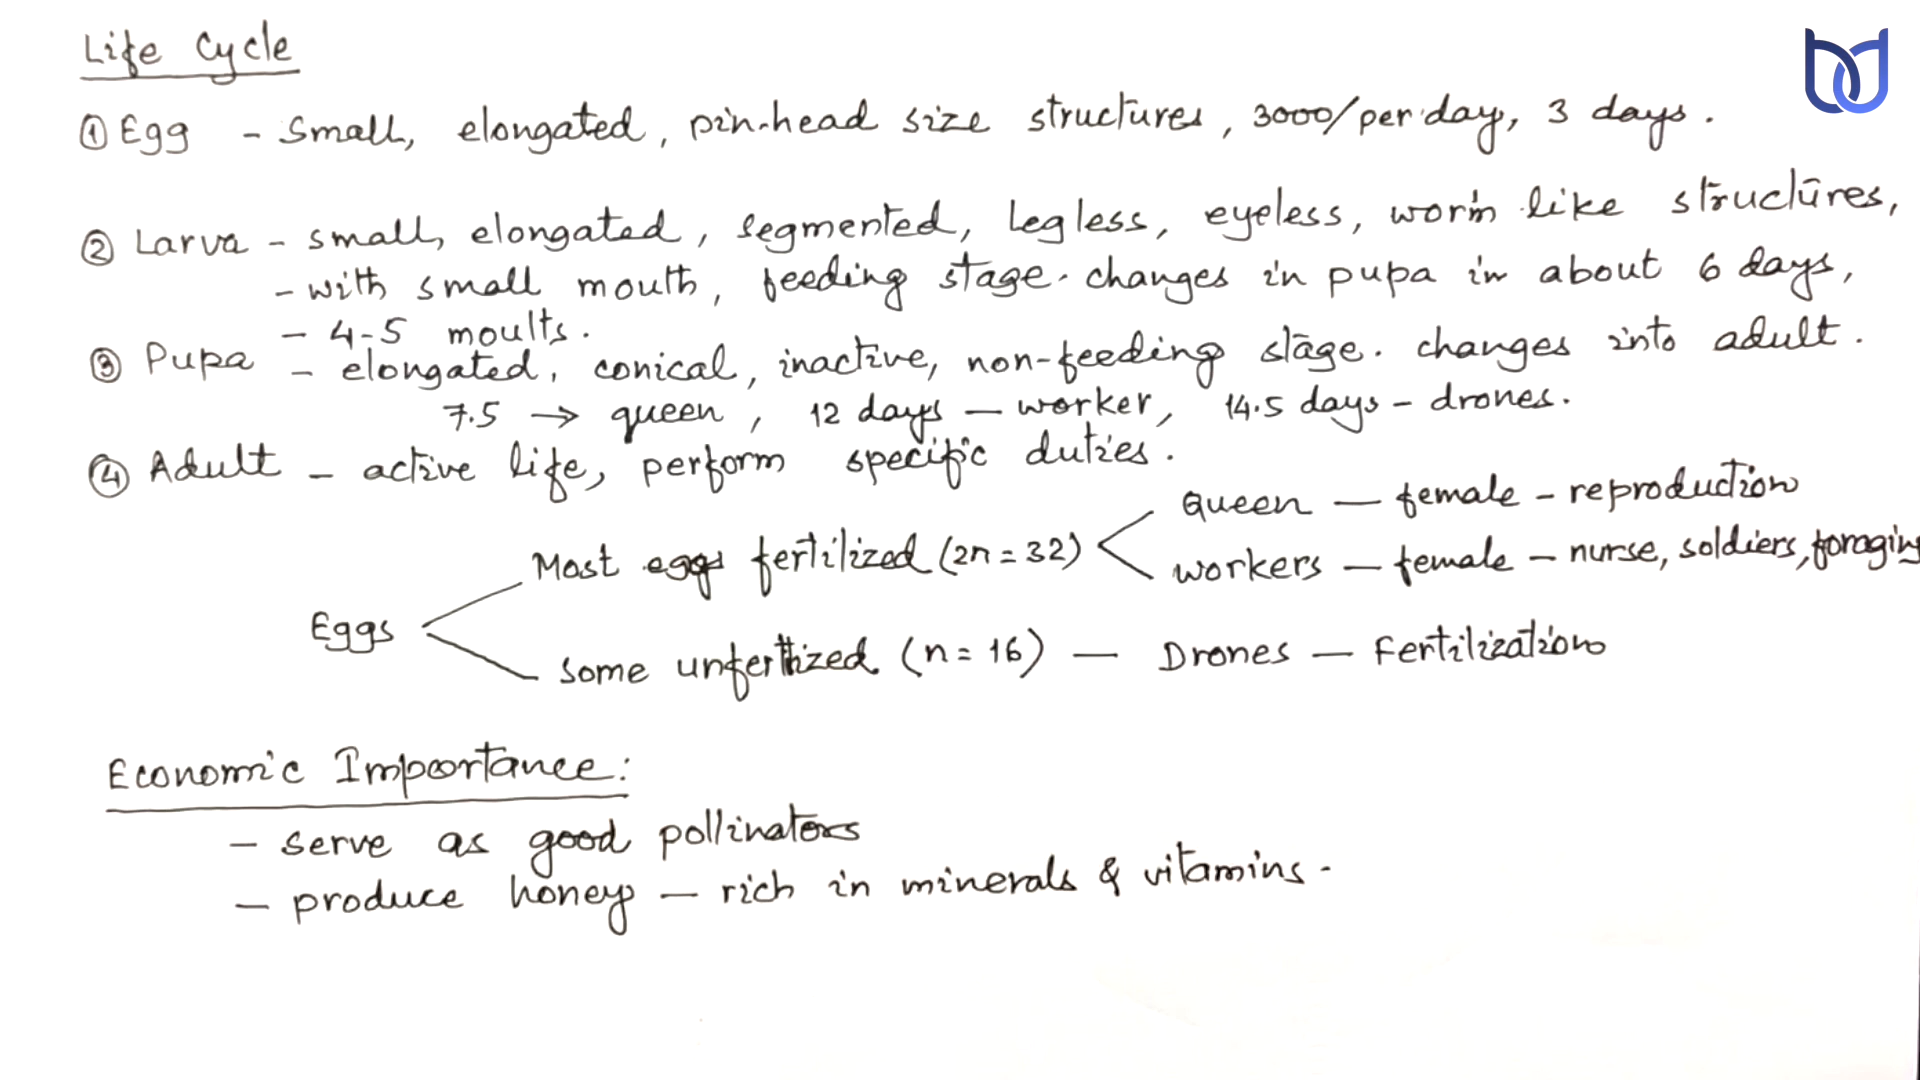 Life Cycle
① Egg - Small, elongated, pin-head size structures, 3000/per day, 3 days.
② Larva - small, elongated, segmented, legless, eyeless, worm like structures,
- with small mouth, feeding stage. changes in pupa in about 6 days,
- 4-5 moults.
③ Pupa - elongated, conical, inactive, non-feeding stage. changes into adult.
7.5 → queen, 12 days - worker, 14.5 days - drones.
④ Adult - active life, perform specific duties.
Queen - female - reproduction
Most eggs fertilized (2n = 32)
workers - female - nurse, soldiers, foraging
Eggs
some unfertilized (n = 16) - Drones - Fertilization
Economic Importance:
- serve as good pollinators
- produce honey - rich in minerals & vitamins.